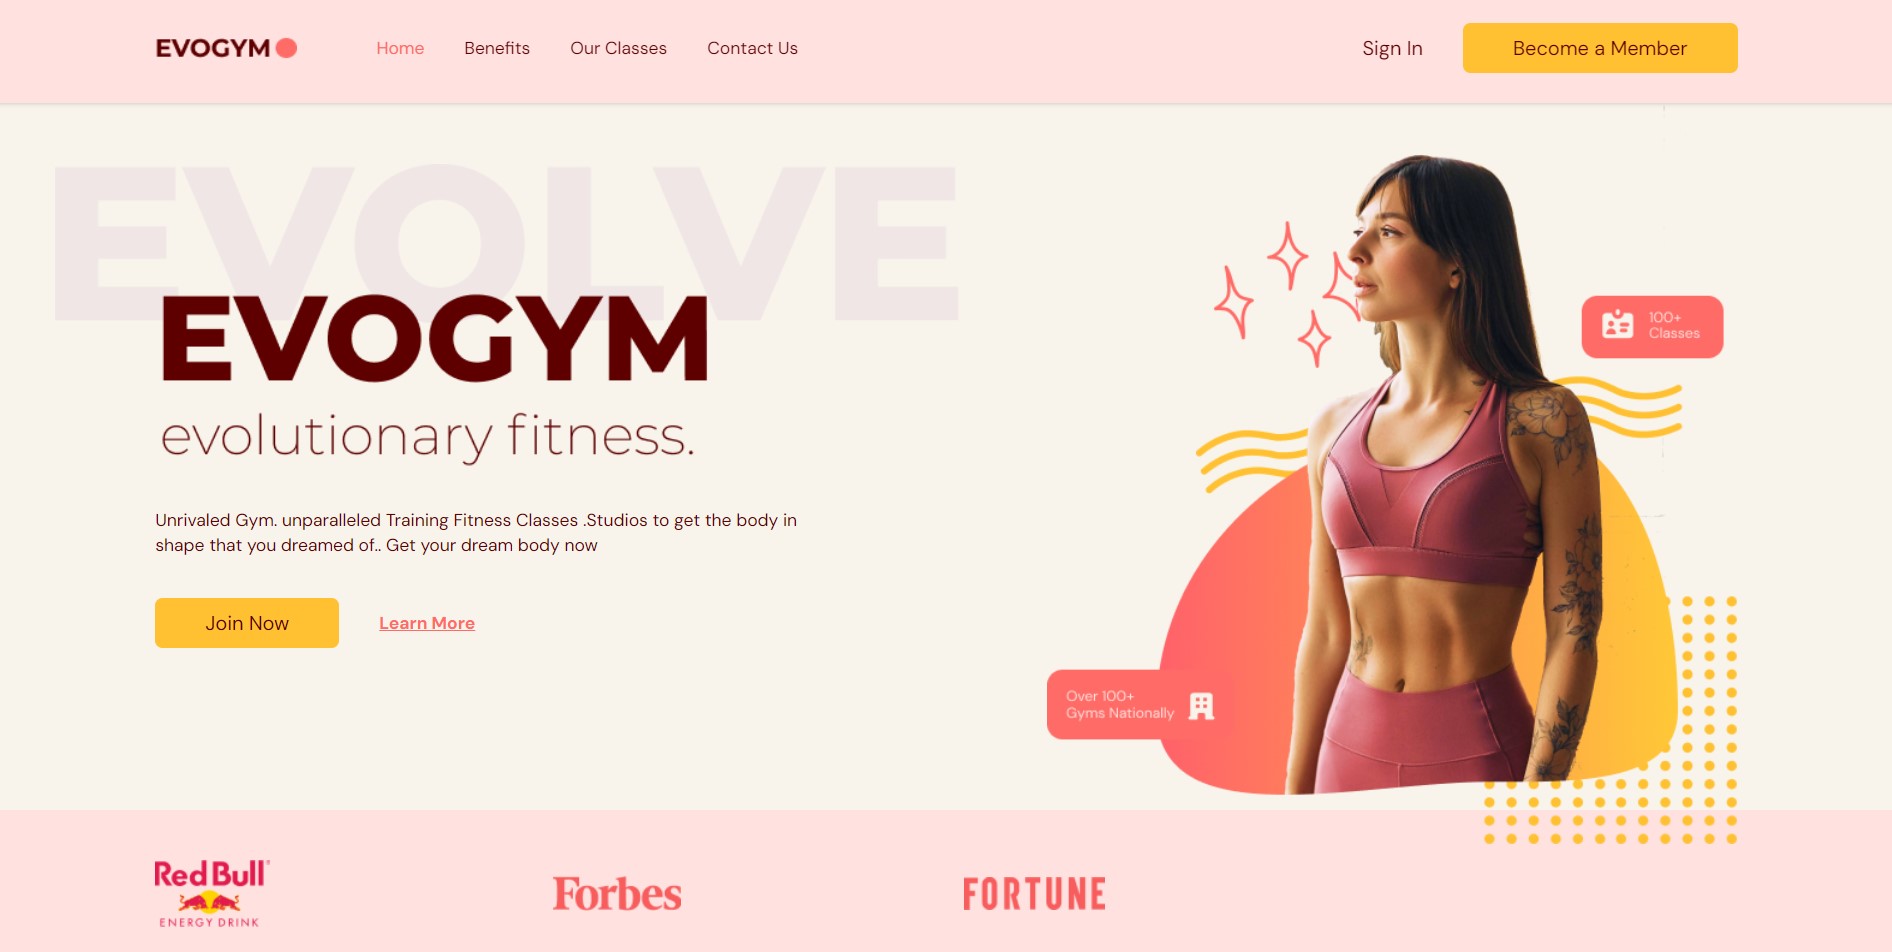 EVOGYM
Home
Benefits
Our Classes
Contact Us
Sign In
Become a Member
EVOLVE
EVOGYM
evolutionary fitness.
Unrivaled Gym. unparalleled Training Fitness Classes .Studios to get the body in
shape that you dreamed of.. Get your dream body now
Join Now
Learn More
100+
Classes
Over 100+
Gyms Nationally
Red Bull
ENERGY DRINK
Forbes
FORTUNE